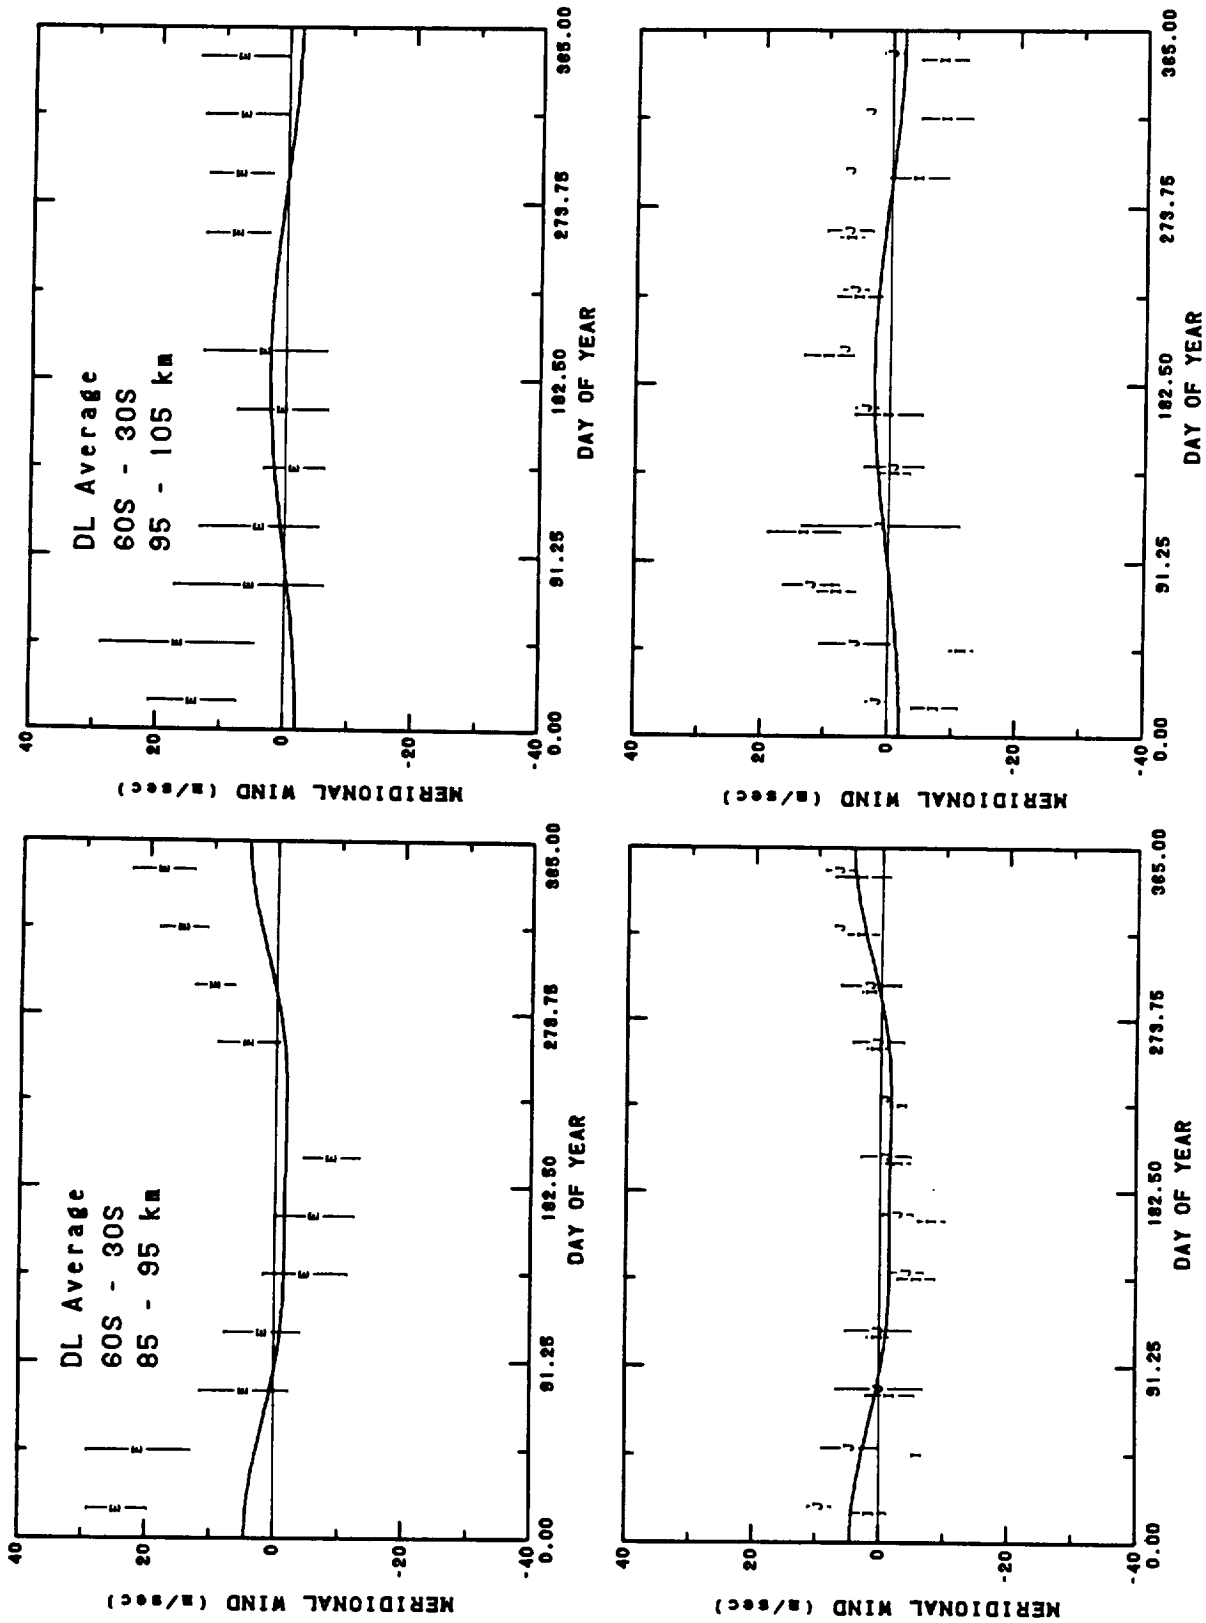 DL Average
60S - 30S
85 - 95 km
MERIDIONAL WIND (m/sec)
40
20
0
-20
-40
0.00 91.25 182.50 273.75 365.00
DAY OF YEAR
DL Average
60S - 30S
95 - 105 km
MERIDIONAL WIND (m/sec)
40
20
0
-20
-40
0.00 91.25 182.50 273.75 365.00
DAY OF YEAR
MERIDIONAL WIND (m/sec)
40
20
0
-20
-40
0.00 91.25 182.50 273.75 365.00
DAY OF YEAR
MERIDIONAL WIND (m/sec)
40
20
0
-20
-40
0.00 91.25 182.50 273.75 365.00
DAY OF YEAR